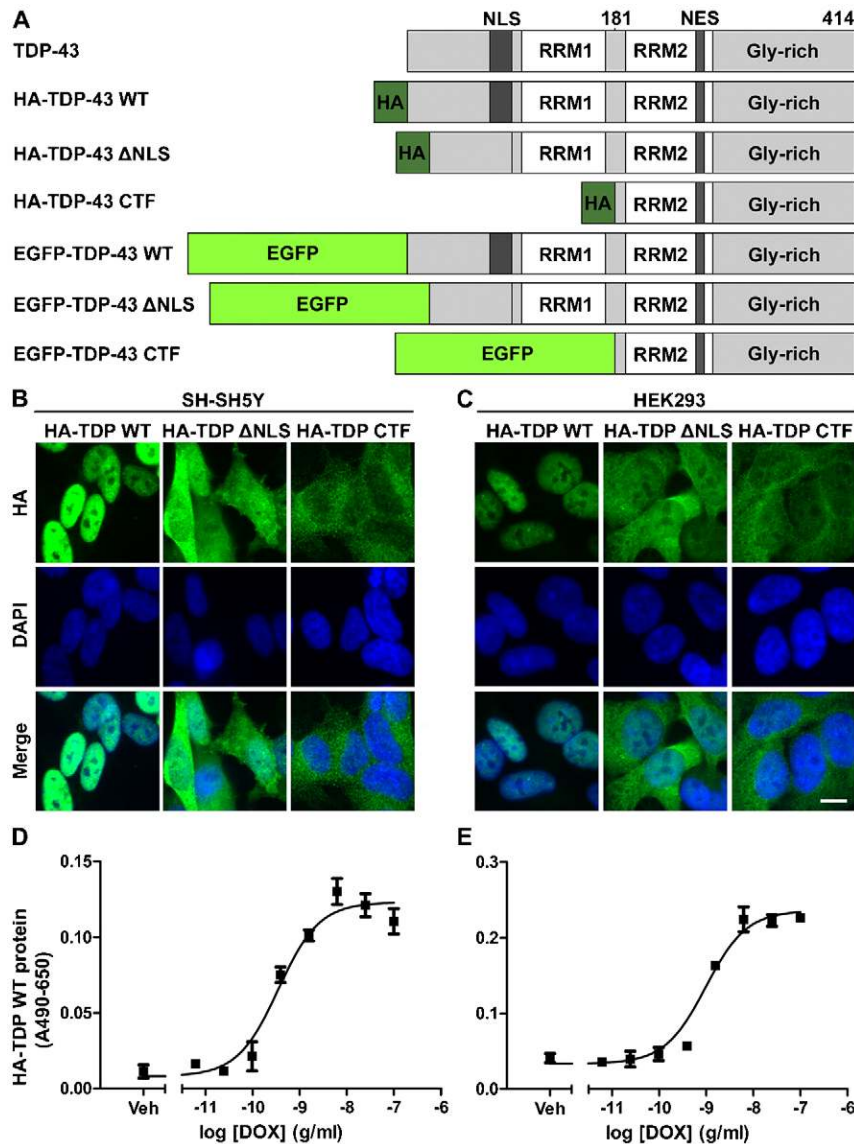 A NLS 181 NES 414
TDP-43 RRM1 RRM2 Gly-rich
HA-TDP-43 WT HA RRM1 RRM2 Gly-rich
HA-TDP-43 ΔNLS HA RRM1 RRM2 Gly-rich
HA-TDP-43 CTF HA RRM2 Gly-rich
EGFP-TDP-43 WT EGFP RRM1 RRM2 Gly-rich
EGFP-TDP-43 ΔNLS EGFP RRM1 RRM2 Gly-rich
EGFP-TDP-43 CTF EGFP RRM2 Gly-rich
B SH-SH5Y
HA-TDP WT HA-TDP ΔNLS HA-TDP CTF
HA
DAPI
Merge
C HEK293
HA-TDP WT HA-TDP ΔNLS HA-TDP CTF
D
HA-TDP WT protein
(A490-650)
0.15
0.10
0.05
0.00
Veh -11 -10 -9 -8 -7 -6
log [DOX] (g/ml)
E
0.3
0.2
0.1
0.0
Veh -11 -10 -9 -8 -7 -6
log [DOX] (g/ml)